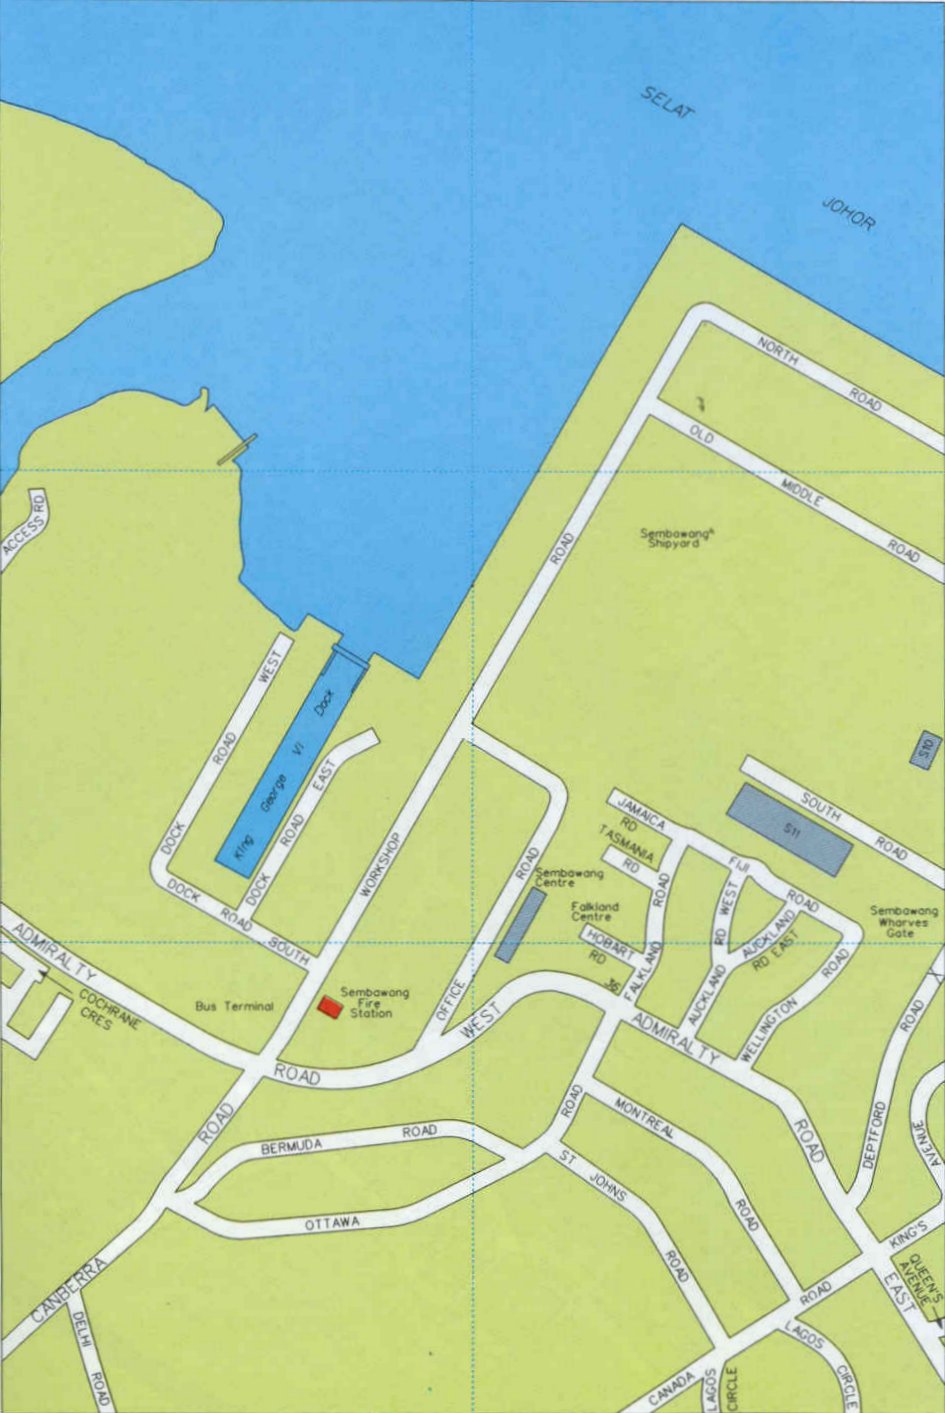 SELAT
JOHOR
NORTH ROAD
OLD MIDDLE ROAD
ACCESS RD
ROAD
Sembawang
Shipyard
DOCK ROAD WEST
King George VI Dock
DOCK ROAD EAST
S10
SOUTH ROAD
S11
JAMAICA
RD
TASMANIA
RD
FIJI ROAD
WORKSHOP
ROAD
Sembawang
Centre
Falkland
Centre
ROAD
WEST
DOCK ROAD SOUTH
HOBART
RD
FALKLAND
AUCKLAND RD
AUCKLAND
RD EAST
Sembawang
Wharves
Gate
ADMIRALTY
COCHRANE
CRES
Bus Terminal
Sembawang
Fire
Station
OFFICE
WEST
36
ADMIRALTY
WELLINGTON ROAD
ROAD
ROAD
ROAD
MONTREAL ROAD
ROAD
DEPTFORD ROAD
AVENUE
BERMUDA ROAD
ST JOHNS ROAD
OTTAWA
KING'S
QUEEN'S
AVENUE
EAST
CANBERRA
DELHI ROAD
ROAD
LAGOS CIRCLE
CANADA
LAGOS
CIRCLE